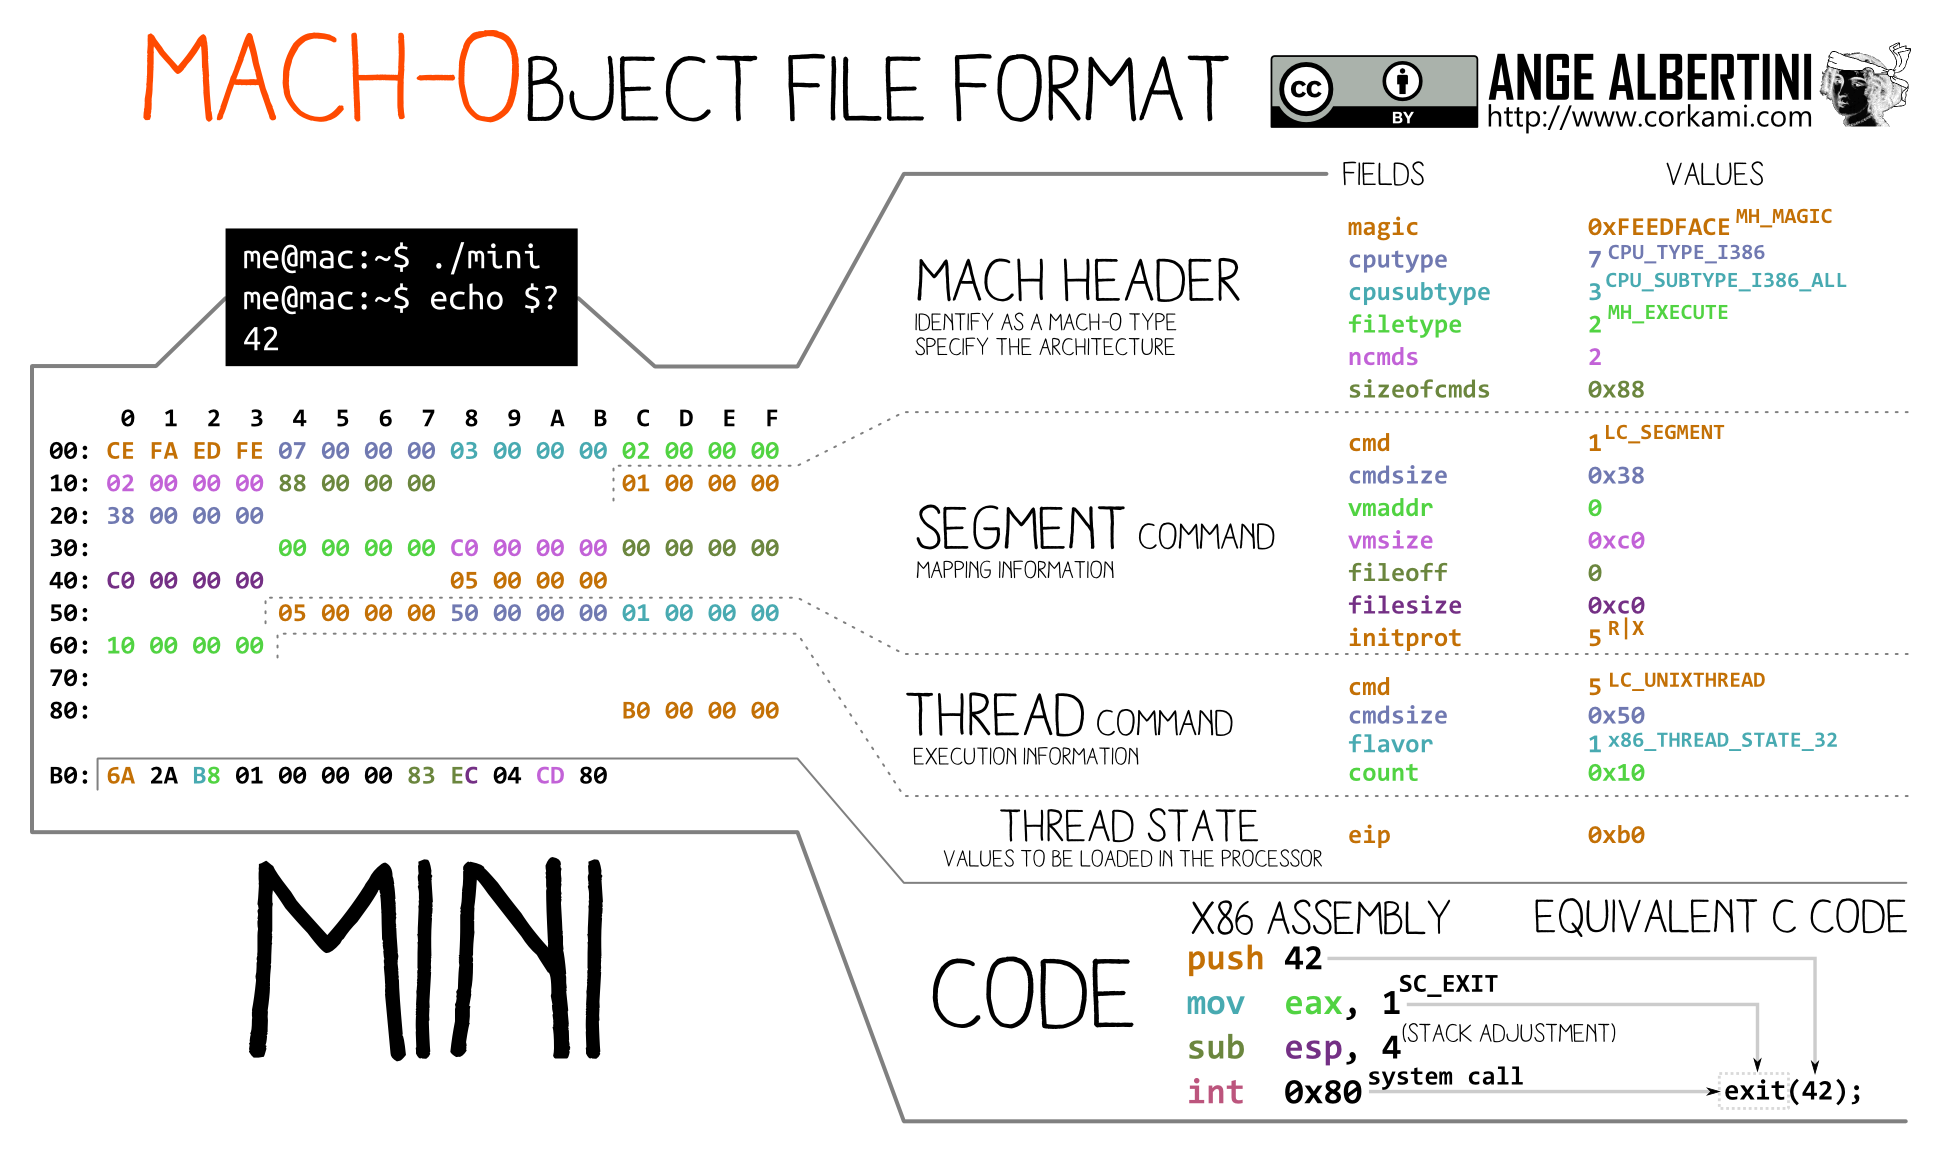 MACH-OBJECT FILE FORMAT
cc BY
ANGE ALBERTINI
http://www.corkami.com
me@mac:~$ ./mini
me@mac:~$ echo $?
42
0 1 2 3 4 5 6 7 8 9 A B C D E F
00: CE FA ED FE 07 00 00 00 03 00 00 00 02 00 00 00
10: 02 00 00 00 88 00 00 00 01 00 00 00
20: 38 00 00 00
30: 00 00 00 00 C0 00 00 00 00 00 00 00
40: C0 00 00 00 05 00 00 00
50: 05 00 00 00 50 00 00 00 01 00 00 00
60: 10 00 00 00
70:
80: B0 00 00 00
B0: 6A 2A B8 01 00 00 00 83 EC 04 CD 80
MINI
FIELDS VALUES
MACH HEADER
IDENTIFY AS A MACH-O TYPE
SPECIFY THE ARCHITECTURE
magic 0xFEEDFACE MH_MAGIC
cputype 7 CPU_TYPE_I386
cpusubtype 3 CPU_SUBTYPE_I386_ALL
filetype 2 MH_EXECUTE
ncmds 2
sizeofcmds 0x88
SEGMENT COMMAND
MAPPING INFORMATION
cmd 1 LC_SEGMENT
cmdsize 0x38
vmaddr 0
vmsize 0xc0
fileoff 0
filesize 0xc0
initprot 5 R|X
THREAD COMMAND
EXECUTION INFORMATION
cmd 5 LC_UNIXTHREAD
cmdsize 0x50
flavor 1 x86_THREAD_STATE_32
count 0x10
THREAD STATE
VALUES TO BE LOADED IN THE PROCESSOR
eip 0xb0
CODE
X86 ASSEMBLY EQUIVALENT C CODE
push 42
mov eax, 1 SC_EXIT
sub esp, 4 (STACK ADJUSTMENT)
int 0x80 system call
exit(42);